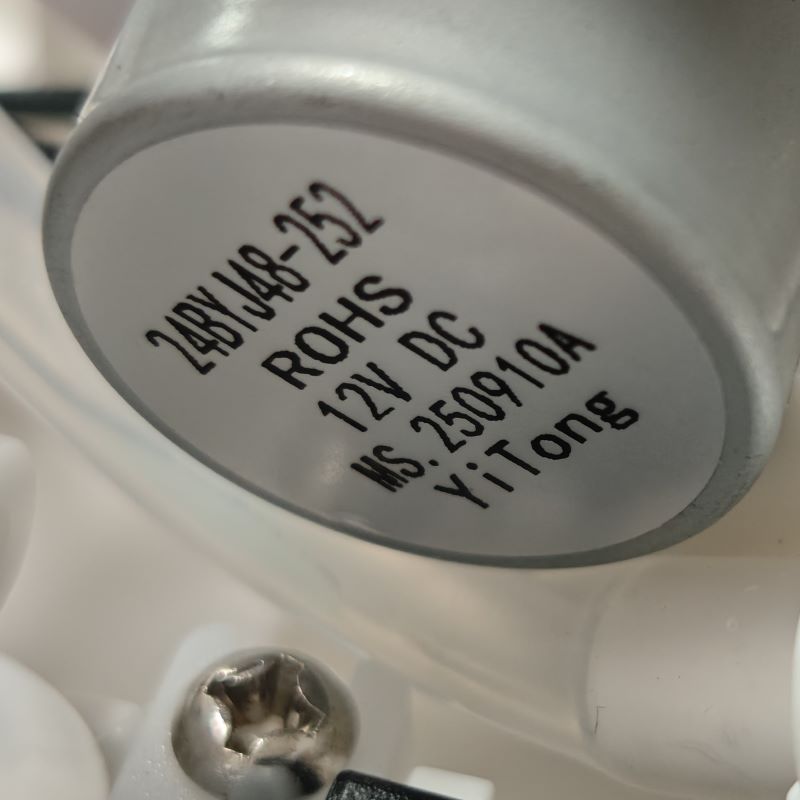 24BYJ48-252
ROHS
12V DC
MS.250910A
YiTong